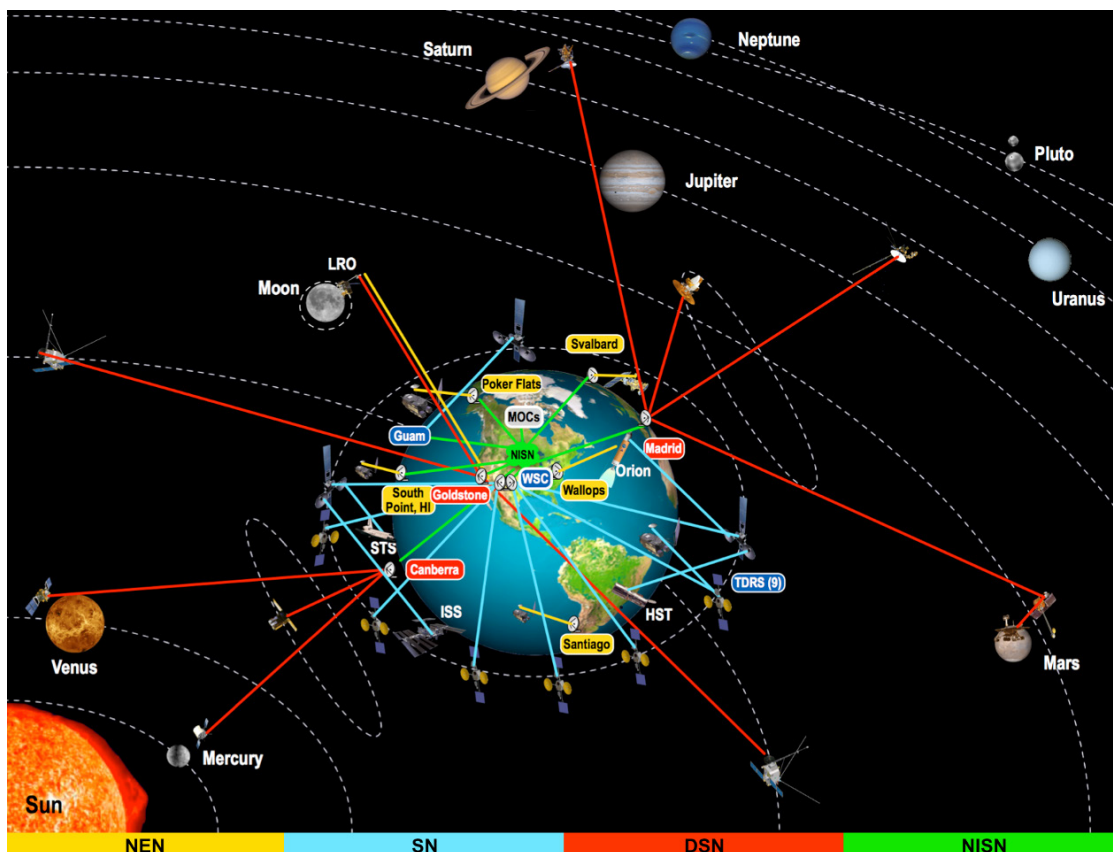 Neptune
Saturn
Pluto
Jupiter
LRO
Moon
Uranus
Svalbard
Poker Flats
MOCs
Guam
NISN
Madrid
Orion
WSC
Wallops
South
Point, HI
Goldstone
STS
Canberra
TDRS (9)
ISS
HST
Santiago
Venus
Mars
Mercury
Sun
NEN
SN
DSN
NISN